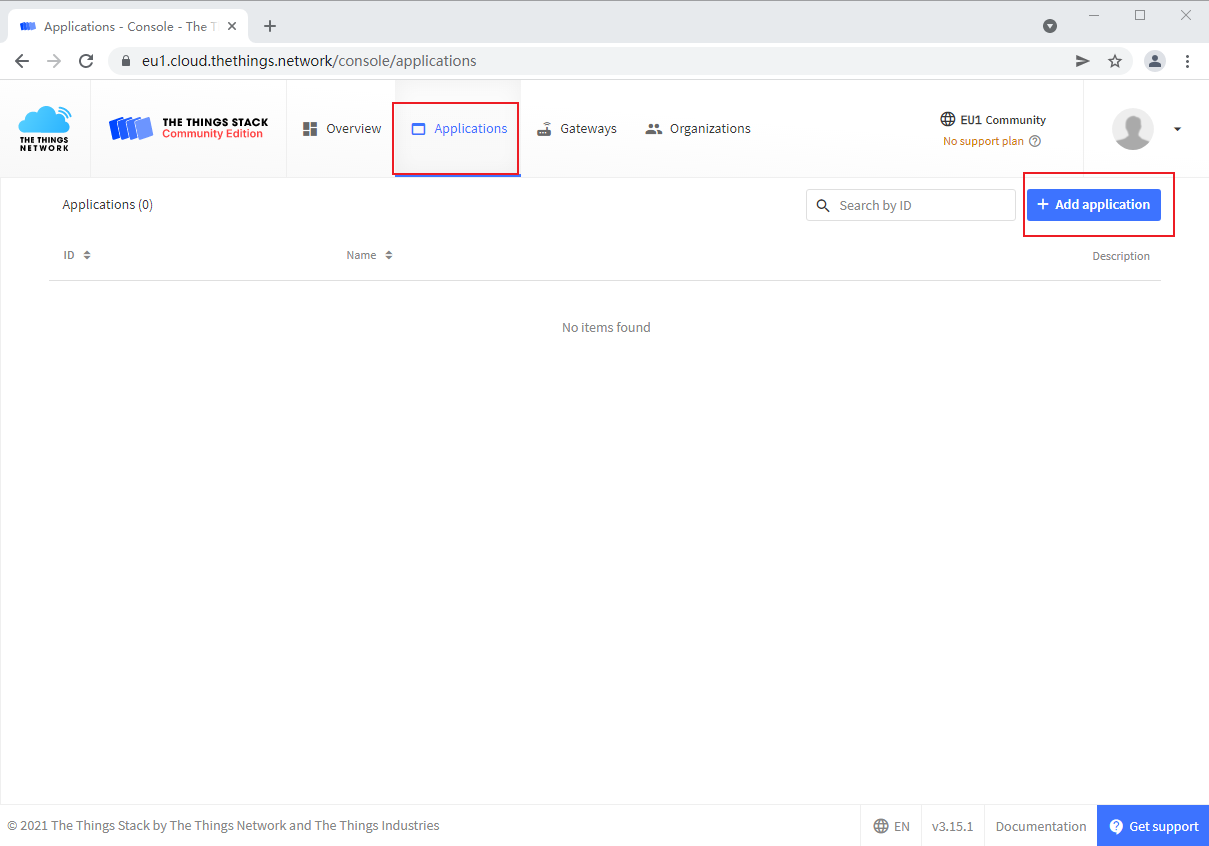 Applications - Console - The T
eu1.cloud.thethings.network/console/applications
THE THINGS
NETWORK
THE THINGS STACK
Community Edition
Overview
Applications
Gateways
Organizations
EU1 Community
No support plan
Applications (0)
Search by ID
+ Add application
ID
Name
Description
No items found
© 2021 The Things Stack by The Things Network and The Things Industries
EN
v3.15.1
Documentation
Get support